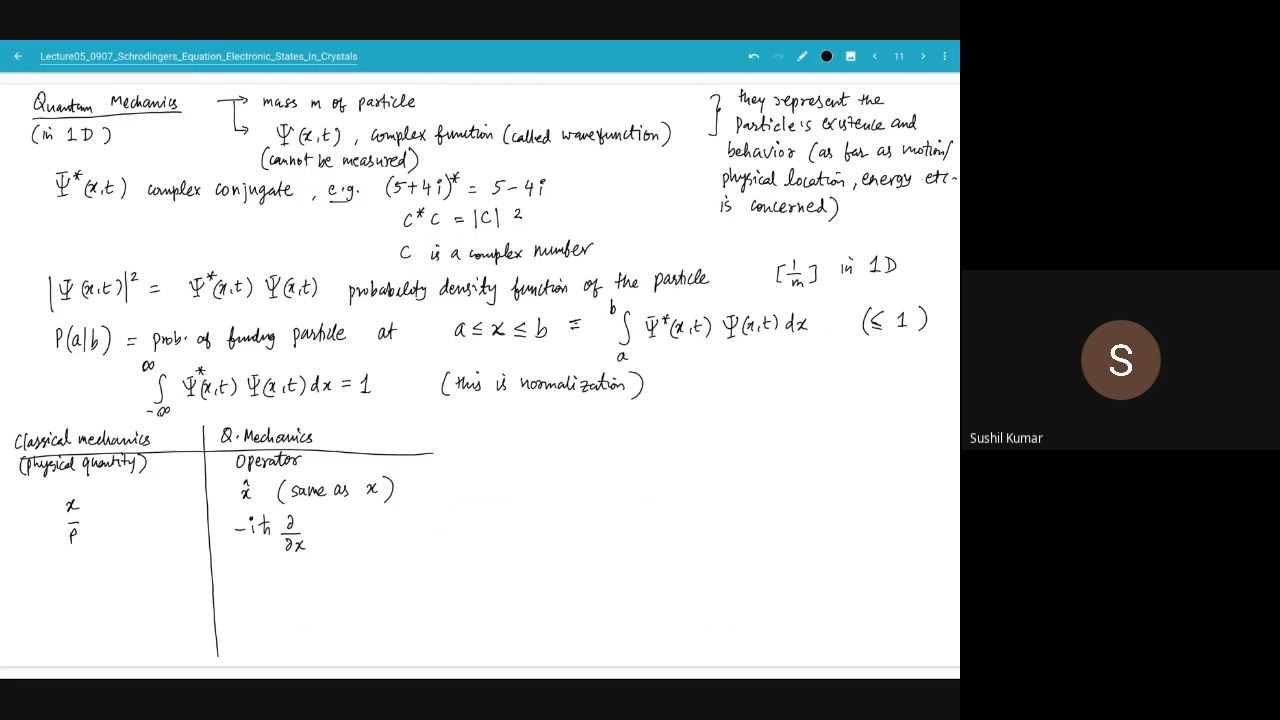 Lecture05_0907_Schrodingers_Equation_Electronic_States_in_Crystals
11
Quantum Mechanics → mass m of particle
(in 1D) ↳ Ψ(x,t), complex function (called wavefunction)
(cannot be measured)
} they represent the
particle's existence and
behavior (as far as motion/
physical location, energy etc.
is concerned)
Ψ*(x,t) complex conjugate, e.g. (5+4i)* = 5-4i
C*C = |C|²
C is a complex number
|Ψ(x,t)|² = Ψ*(x,t) Ψ(x,t) probability density function of the particle [1/m] in 1D
P(a|b) = prob. of finding particle at a ≤ x ≤ b = ∫ₐᵇ Ψ*(x,t) Ψ(x,t) dx (≤ 1)
∫₋∞^∞ Ψ*(x,t) Ψ(x,t) dx = 1 (this is normalization)
Classical mechanics | Q. Mechanics
(physical quantity) | Operator
x | x̂ (same as x)
p̅ | -iħ ∂/∂x
S
Sushil Kumar